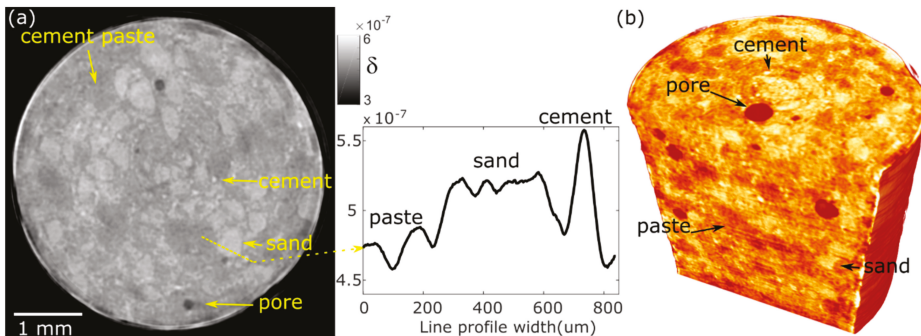 (a)
cement paste
cement
sand
pore
1 mm
×10⁻⁷
6
δ
3
x 10⁻⁷
5.5
5
4.5
paste
sand
cement
0
200
400
600
800
Line profile width(um)
(b)
cement
pore
paste
sand